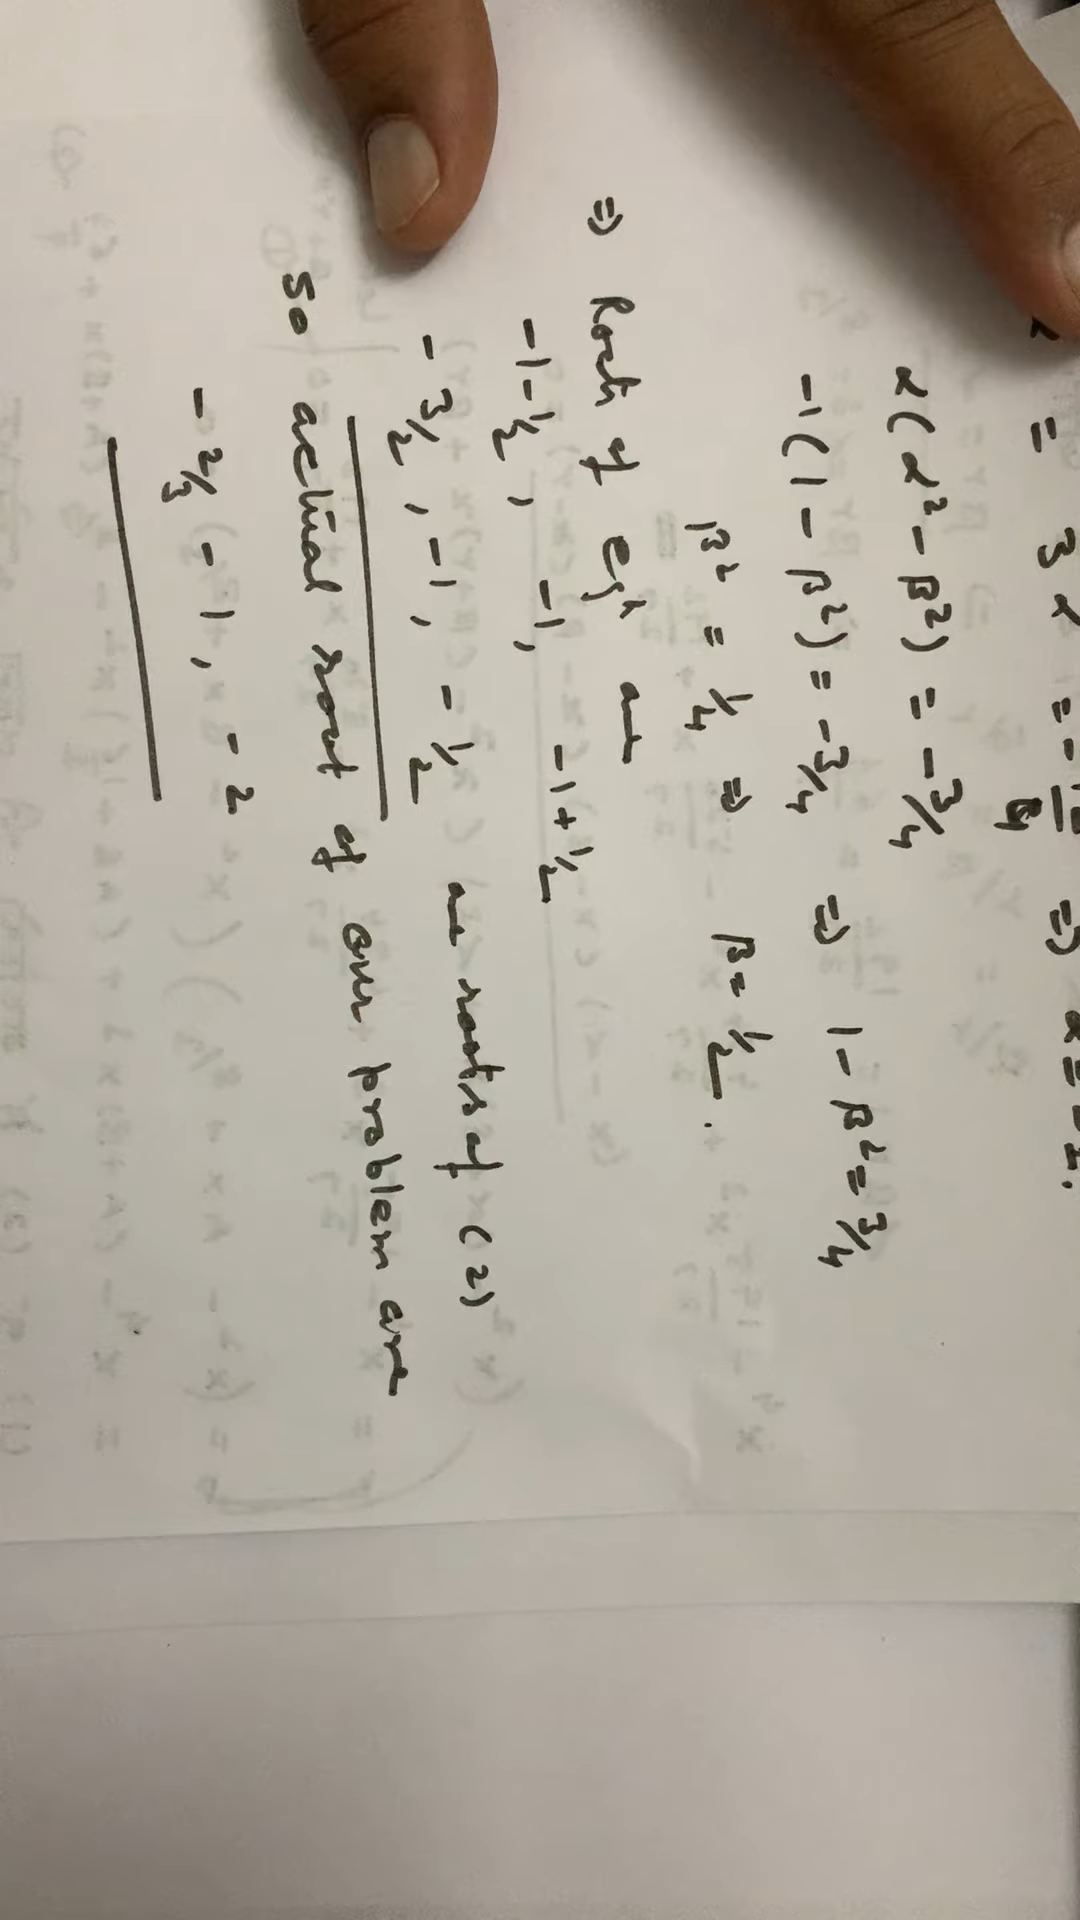 = 3α = -12/4 ⇒ α = -1.
α(α² - β²) = -3/4
-1(1 - β²) = -3/4 ⇒ 1 - β² = 3/4
β² = 1/4 ⇒ β = 1/2.
⇒ Roots of eqⁿ are
-1-1/2, -1, -1+1/2
-3/2, -1, -1/2 are roots of (2)
So actual root of our problem are
-2/3, -1, -2